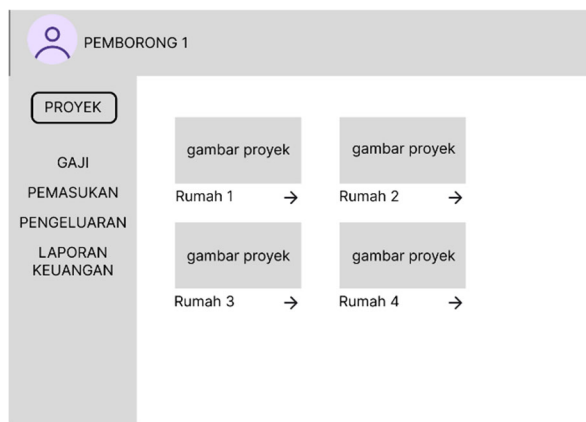 PEMBORONG 1
PROYEK
GAJI
PEMASUKAN
PENGELUARAN
LAPORAN
KEUANGAN
gambar proyek
gambar proyek
Rumah 1 →
Rumah 2 →
gambar proyek
gambar proyek
Rumah 3 →
Rumah 4 →